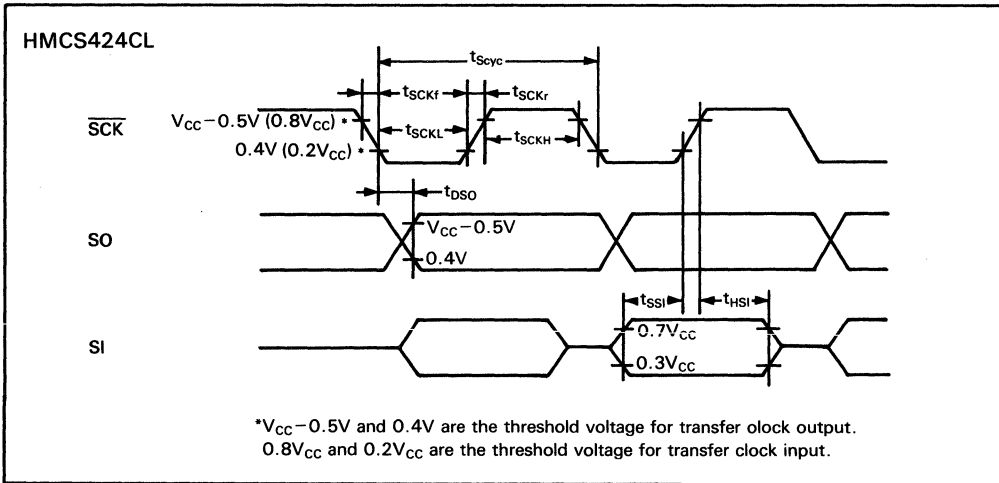 HMCS424CL
tScyc
tSCKf
tSCKr
SCK
VCC−0.5V (0.8VCC) *
tSCKL
tSCKH
0.4V (0.2VCC) *
tDSO
SO
VCC−0.5V
0.4V
tSSI
tHSI
SI
0.7VCC
0.3VCC
*VCC−0.5V and 0.4V are the threshold voltage for transfer olock output.
0.8VCC and 0.2VCC are the threshold voltage for transfer clock input.